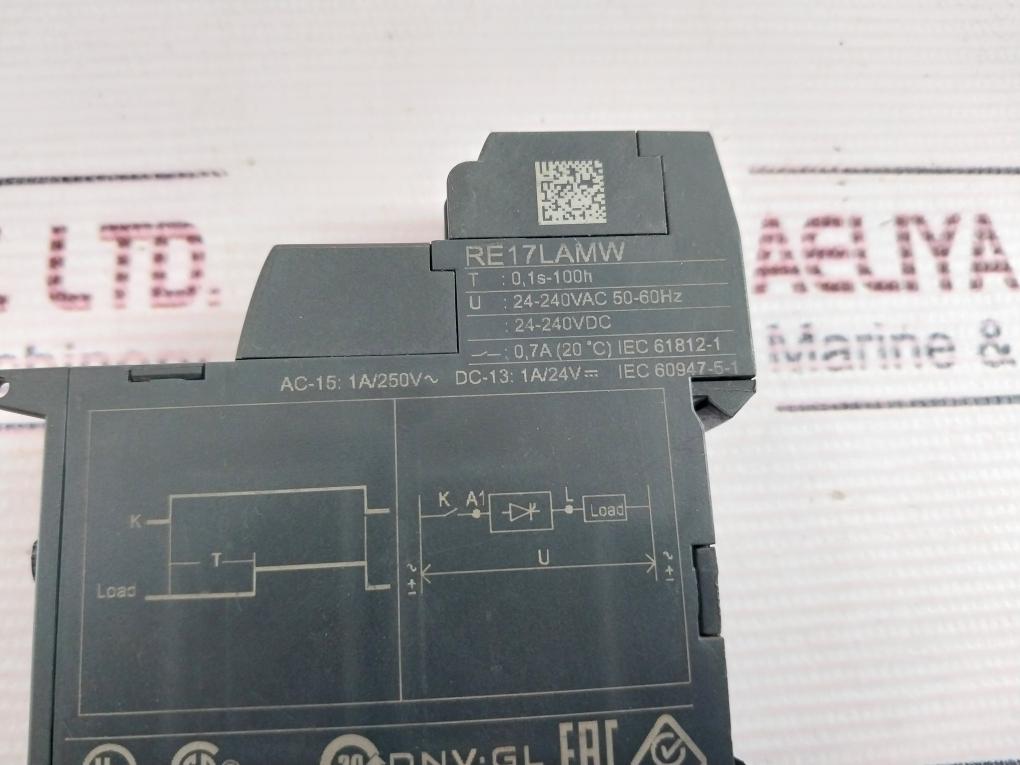 RE17LAMW
T : 0,1s-100h
U : 24-240VAC 50-60Hz
: 24-240VDC
: 0,7A (20 °C) IEC 61812-1
AC-15: 1A/250V~ DC-13: 1A/24V⎓ IEC 60947-5-1
K A1 L Load
K
T
U
~ + -
~ + -
Load
DNV·GL EAC
LTD. AELIYA
Marine &